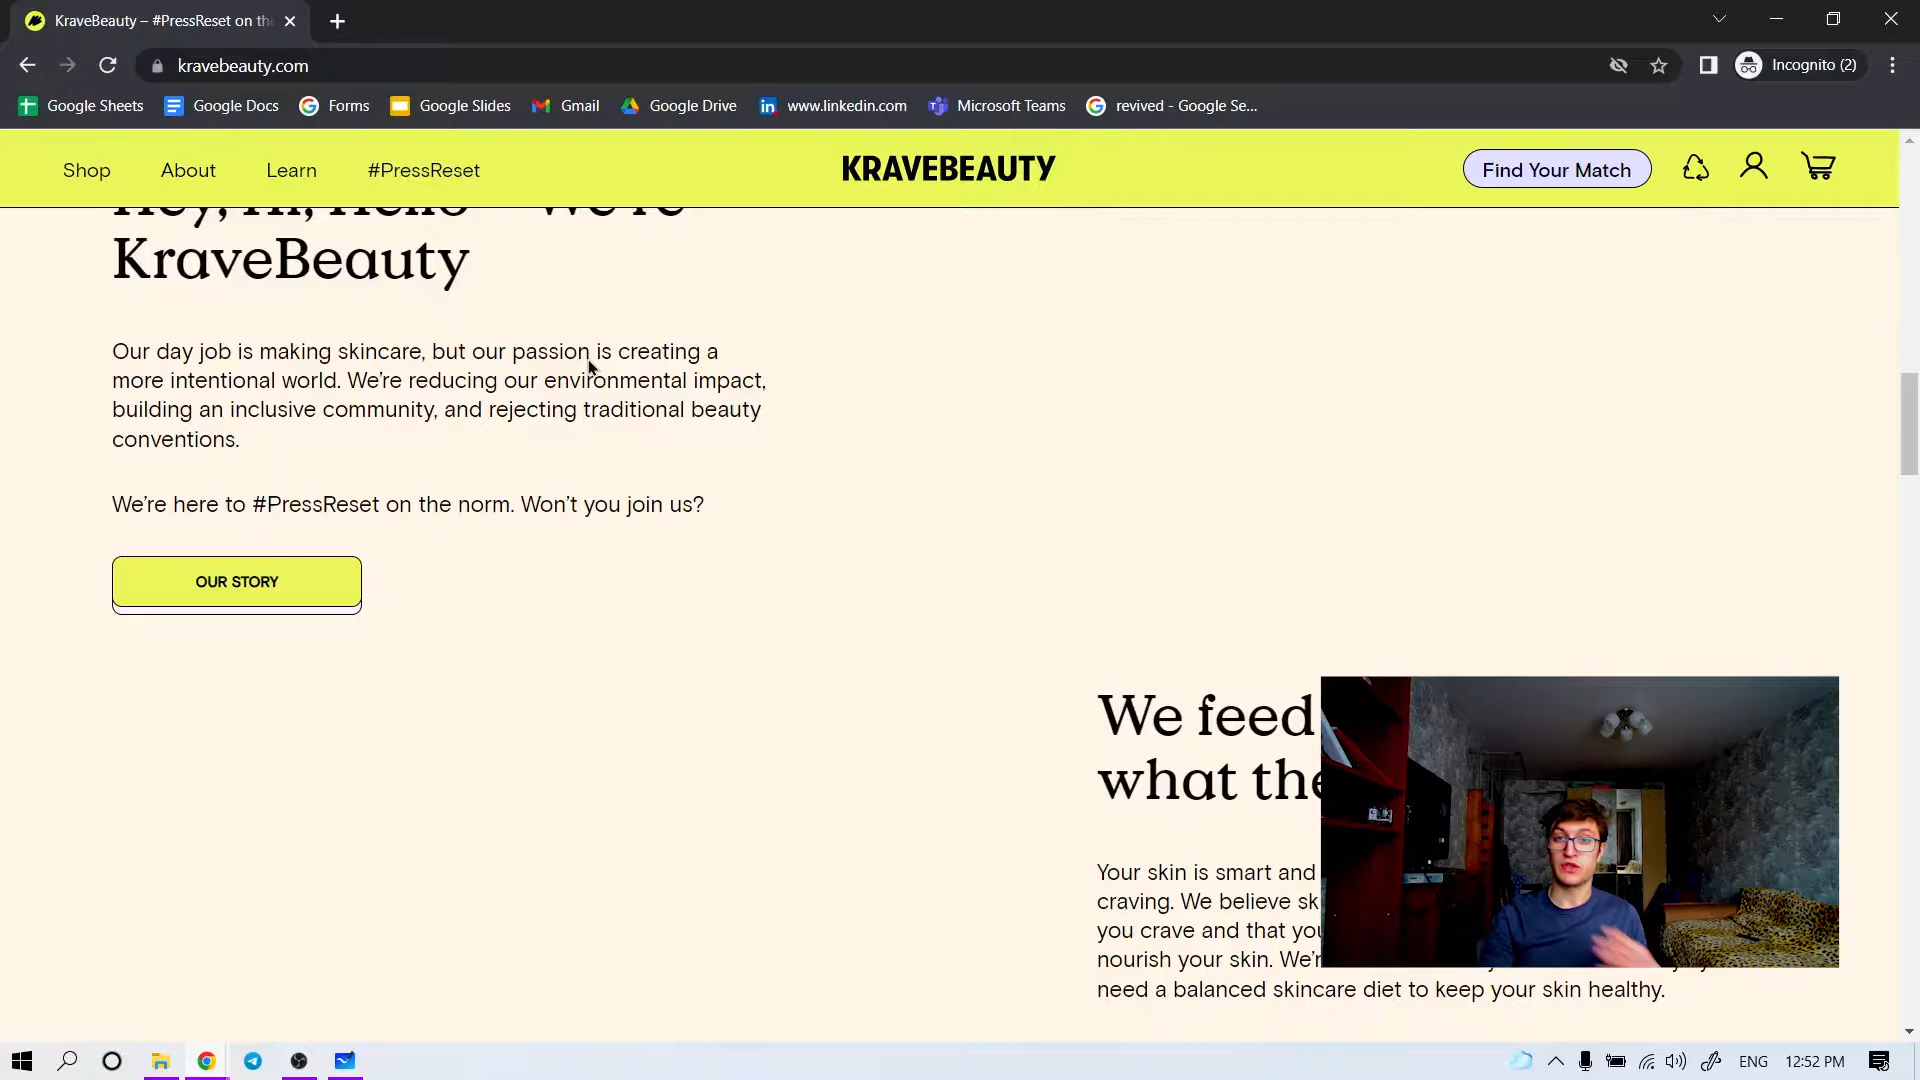 KraveBeauty – #PressReset on th
kravebeauty.com
Incognito (2)
Google Sheets
Google Docs
Forms
Google Slides
Gmail
Google Drive
www.linkedin.com
Microsoft Teams
revived - Google Se...
Shop
About
Learn
#PressReset
KRAVEBEAUTY
Find Your Match
Hey, Hi, Hello – We’re
KraveBeauty
Our day job is making skincare, but our passion is creating a
more intentional world. We’re reducing our environmental impact,
building an inclusive community, and rejecting traditional beauty
conventions.
We’re here to #PressReset on the norm. Won’t you join us?
OUR STORY
We feed
what the
Your skin is smart and
craving. We believe sk
you crave and that you
nourish your skin. We’r
need a balanced skincare diet to keep your skin healthy.
ENG
12:52 PM